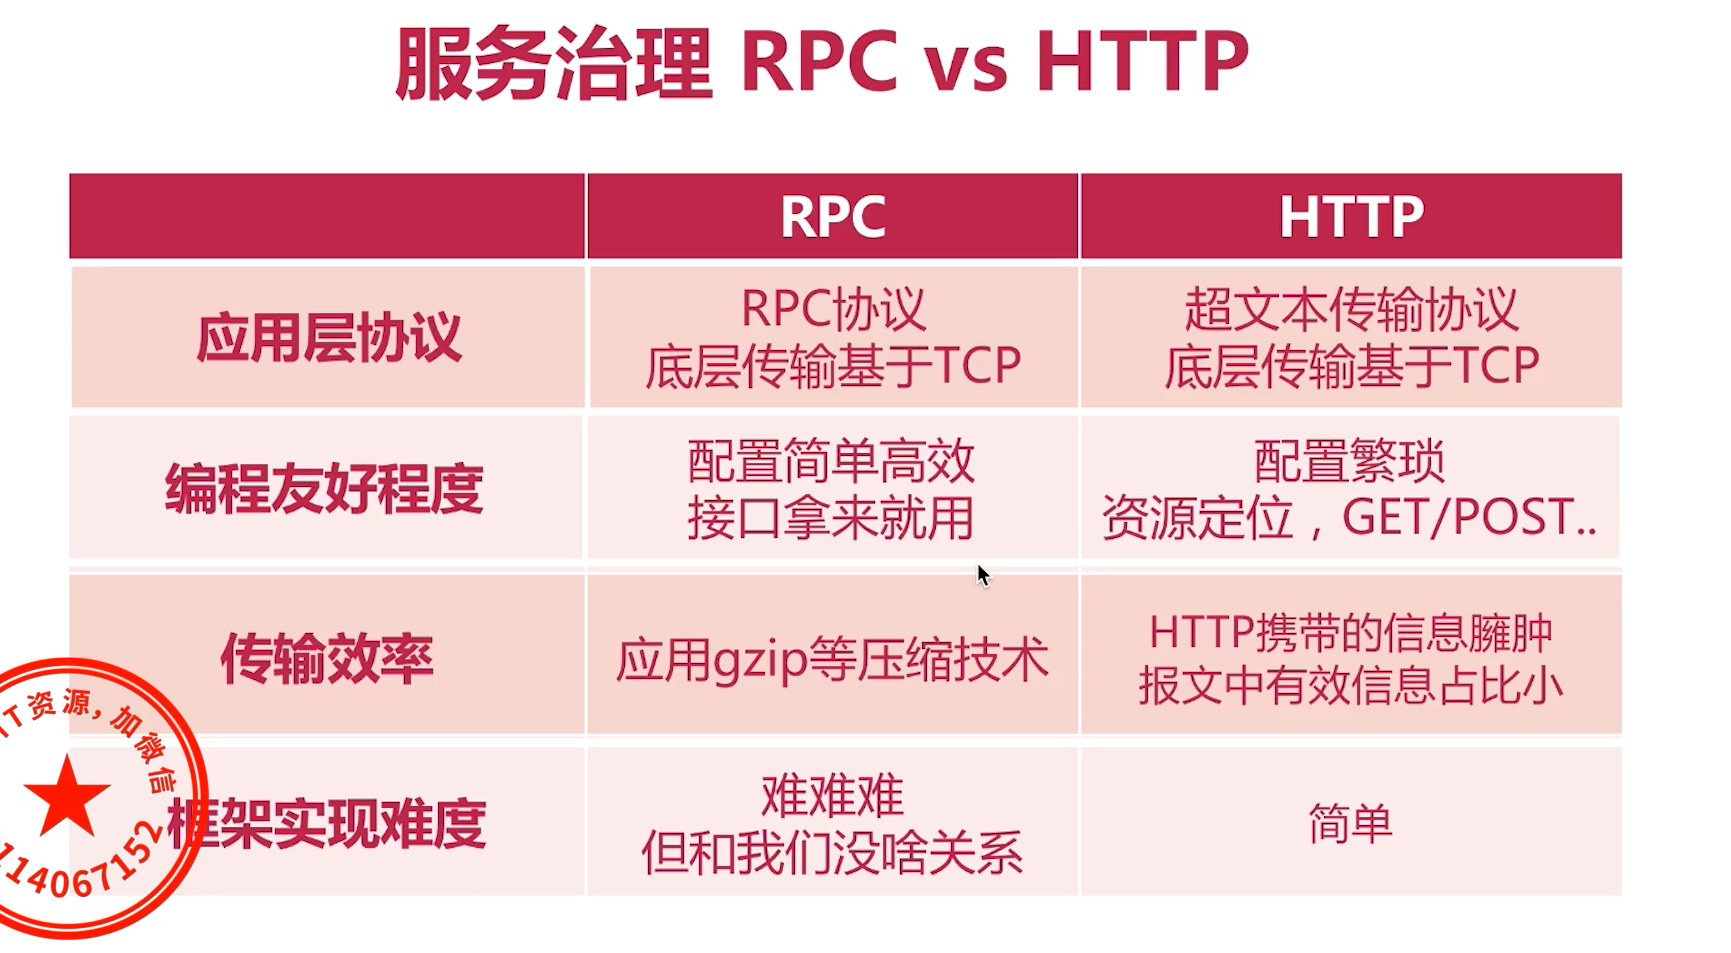 服务治理 RPC vs HTTP
RPC
HTTP
应用层协议
RPC协议
底层传输基于TCP
超文本传输协议
底层传输基于TCP
编程友好程度
配置简单高效
接口拿来就用
配置繁琐
资源定位，GET/POST..
传输效率
应用gzip等压缩技术
HTTP携带的信息臃肿
报文中有效信息占比小
框架实现难度
难难难
但和我们没啥关系
简单
IT资源,加微信
114067152